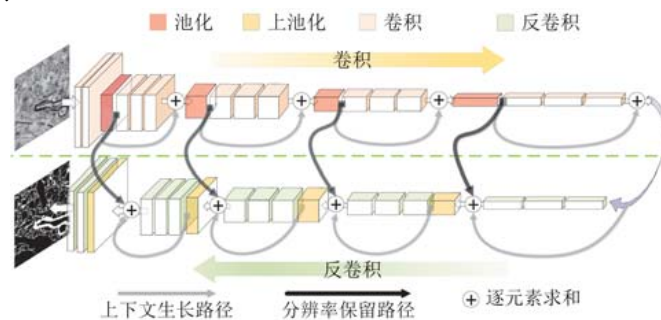 池化 上池化 卷积 反卷积
卷积
反卷积
上下文生长路径 分辨率保留路径 逐元素求和